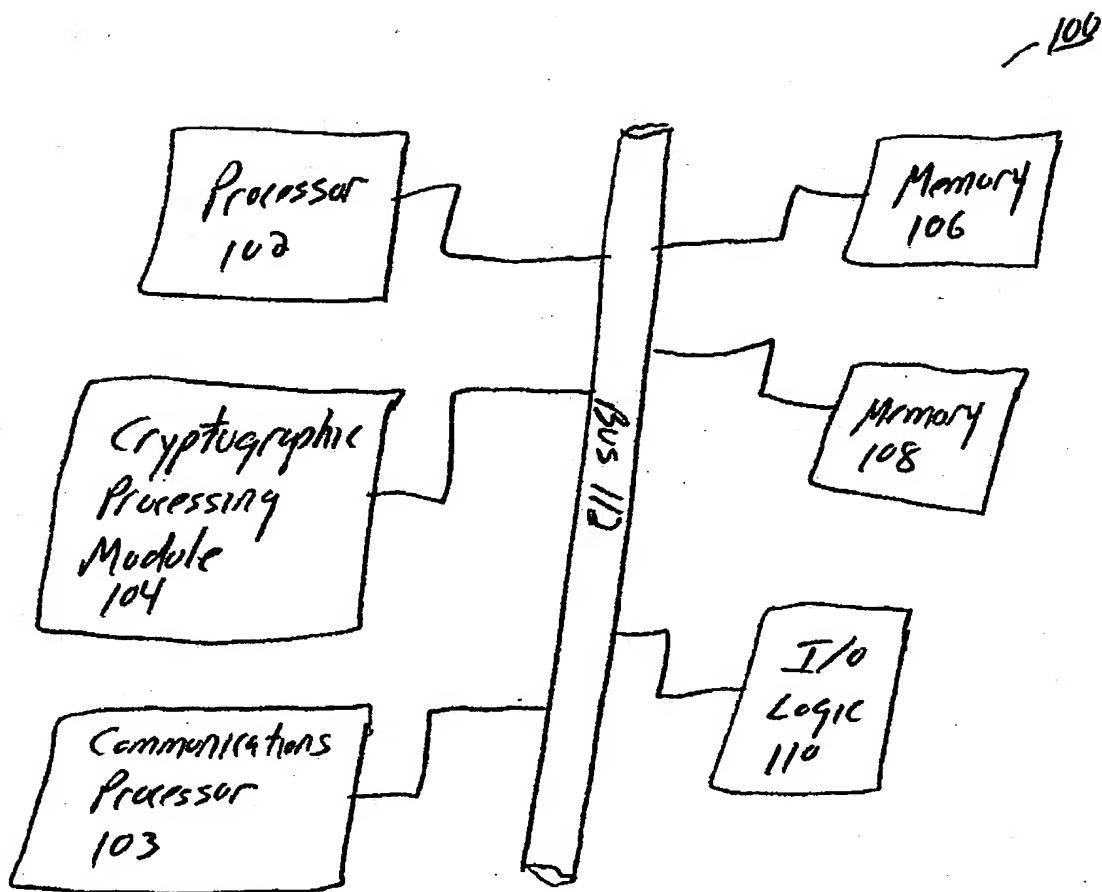 100
Processor
102
Memory
106
Cryptographic
Processing
Module
104
Bus 112
Memory
108
Communications
Processor
103
I/O
Logic
110